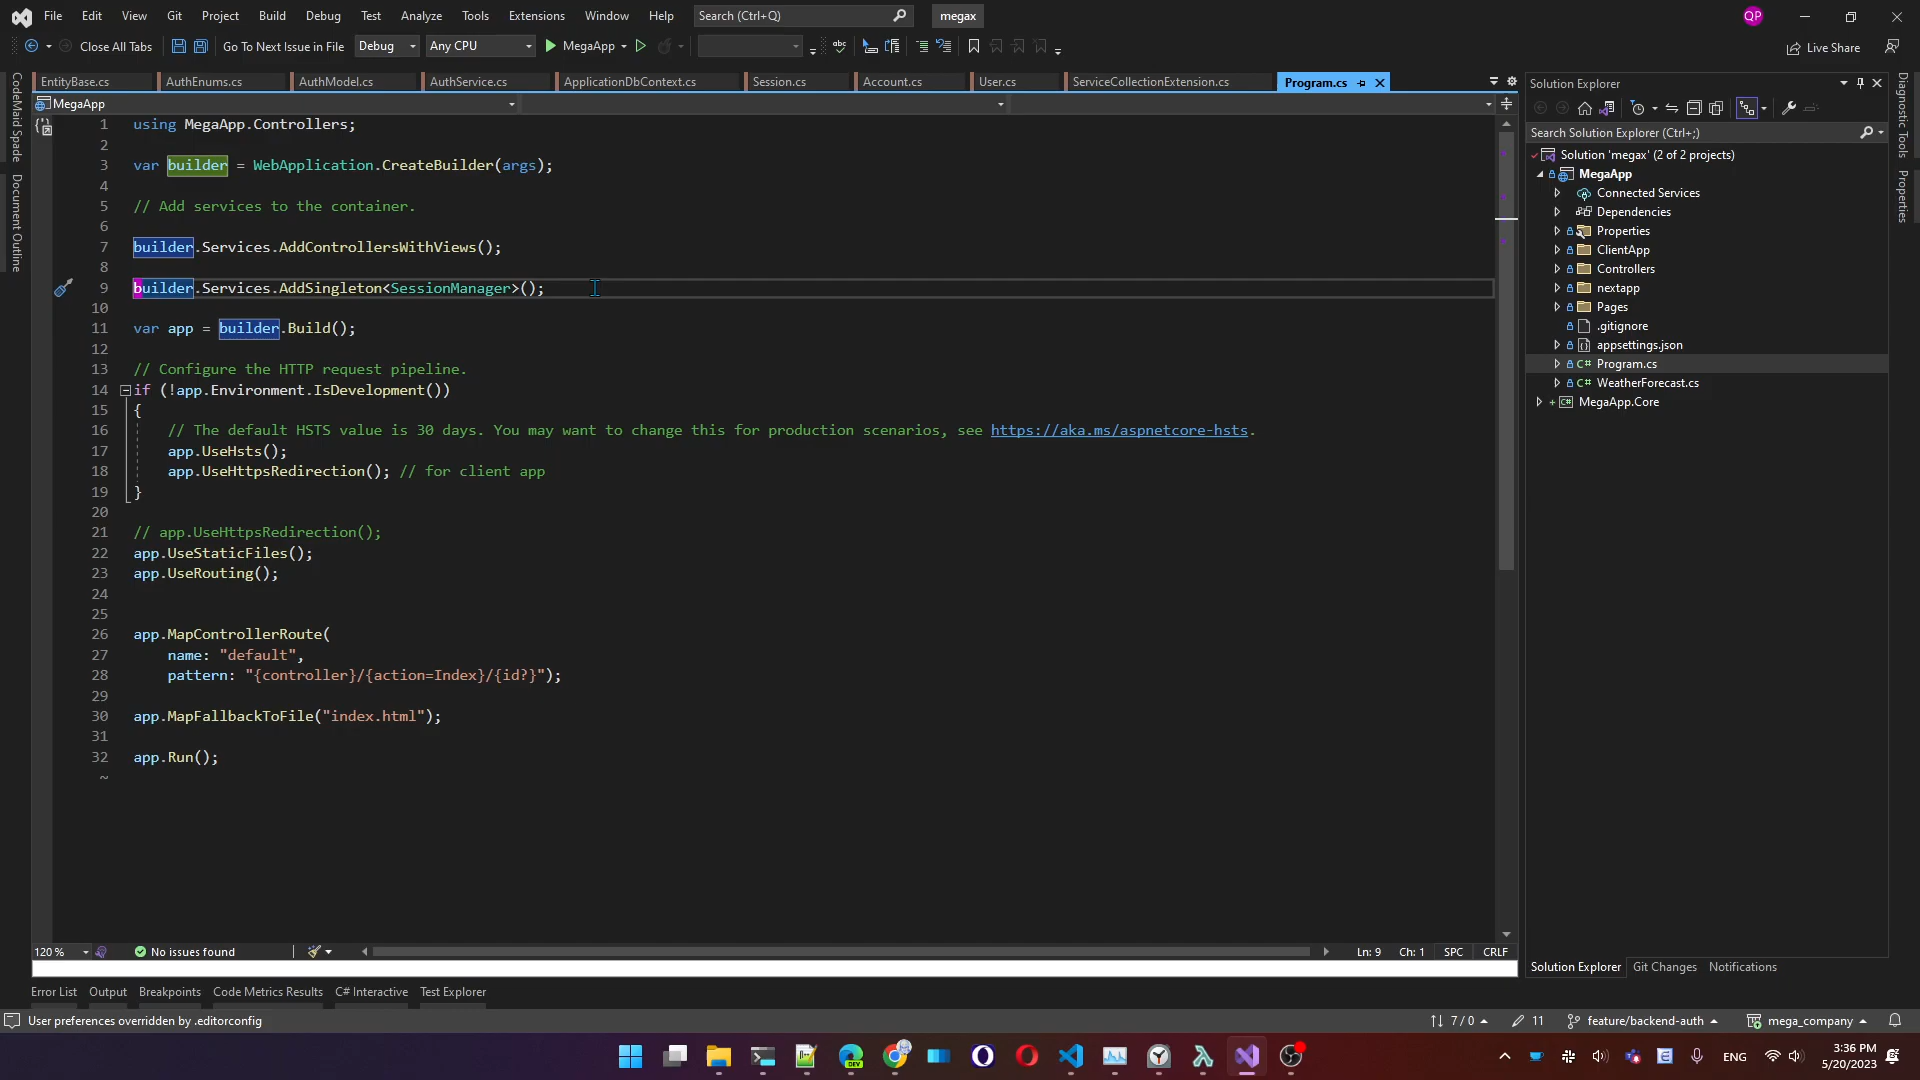 File Edit View Git Project Build Debug Test Analyze Tools Extensions Window Help Search (Ctrl+Q) megax QP
Close All Tabs Go To Next Issue in File Debug Any CPU MegaApp abc Live Share
EntityBase.cs AuthEnums.cs AuthModel.cs AuthService.cs ApplicationDbContext.cs Session.cs Account.cs User.cs ServiceCollectionExtension.cs Program.cs
MegaApp
CodeMaid Spade
Document Outline
1 using MegaApp.Controllers;
2
3 var builder = WebApplication.CreateBuilder(args);
4
5 // Add services to the container.
6
7 builder.Services.AddControllersWithViews();
8
9 builder.Services.AddSingleton<SessionManager>();
10
11 var app = builder.Build();
12
13 // Configure the HTTP request pipeline.
14 if (!app.Environment.IsDevelopment())
15 {
16 // The default HSTS value is 30 days. You may want to change this for production scenarios, see https://aka.ms/aspnetcore-hsts.
17 app.UseHsts();
18 app.UseHttpsRedirection(); // for client app
19 }
20
21 // app.UseHttpsRedirection();
22 app.UseStaticFiles();
23 app.UseRouting();
24
25
26 app.MapControllerRoute(
27 name: "default",
28 pattern: "{controller}/{action=Index}/{id?}");
29
30 app.MapFallbackToFile("index.html");
31
32 app.Run();
~
Solution Explorer
Search Solution Explorer (Ctrl+;)
Solution 'megax' (2 of 2 projects)
MegaApp
Connected Services
Dependencies
Properties
ClientApp
Controllers
nextapp
Pages
.gitignore
appsettings.json
C# Program.cs
C# WeatherForecast.cs
MegaApp.Core
Diagnostic Tools
Properties
120 % No issues found Ln: 9 Ch: 1 SPC CRLF
Solution Explorer Git Changes Notifications
Error List Output Breakpoints Code Metrics Results C# Interactive Test Explorer
User preferences overridden by .editorconfig 7 / 0 11 feature/backend-auth mega_company
ENG 3:36 PM
5/20/2023